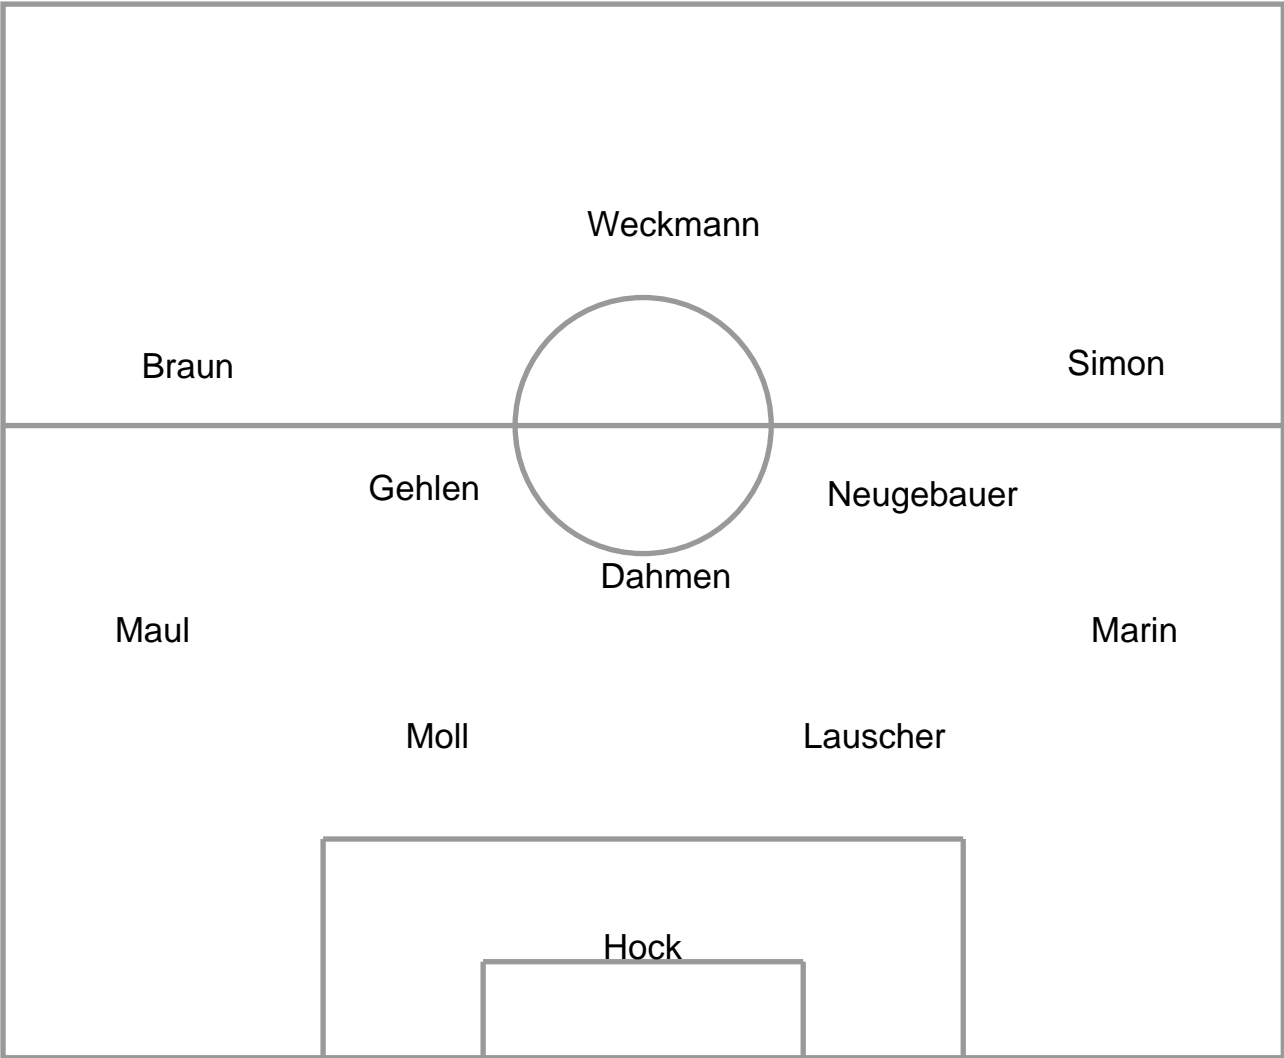 Weckmann
Braun
Simon
Gehlen
Neugebauer
Dahmen
Maul
Marin
Moll
Lauscher
Hock